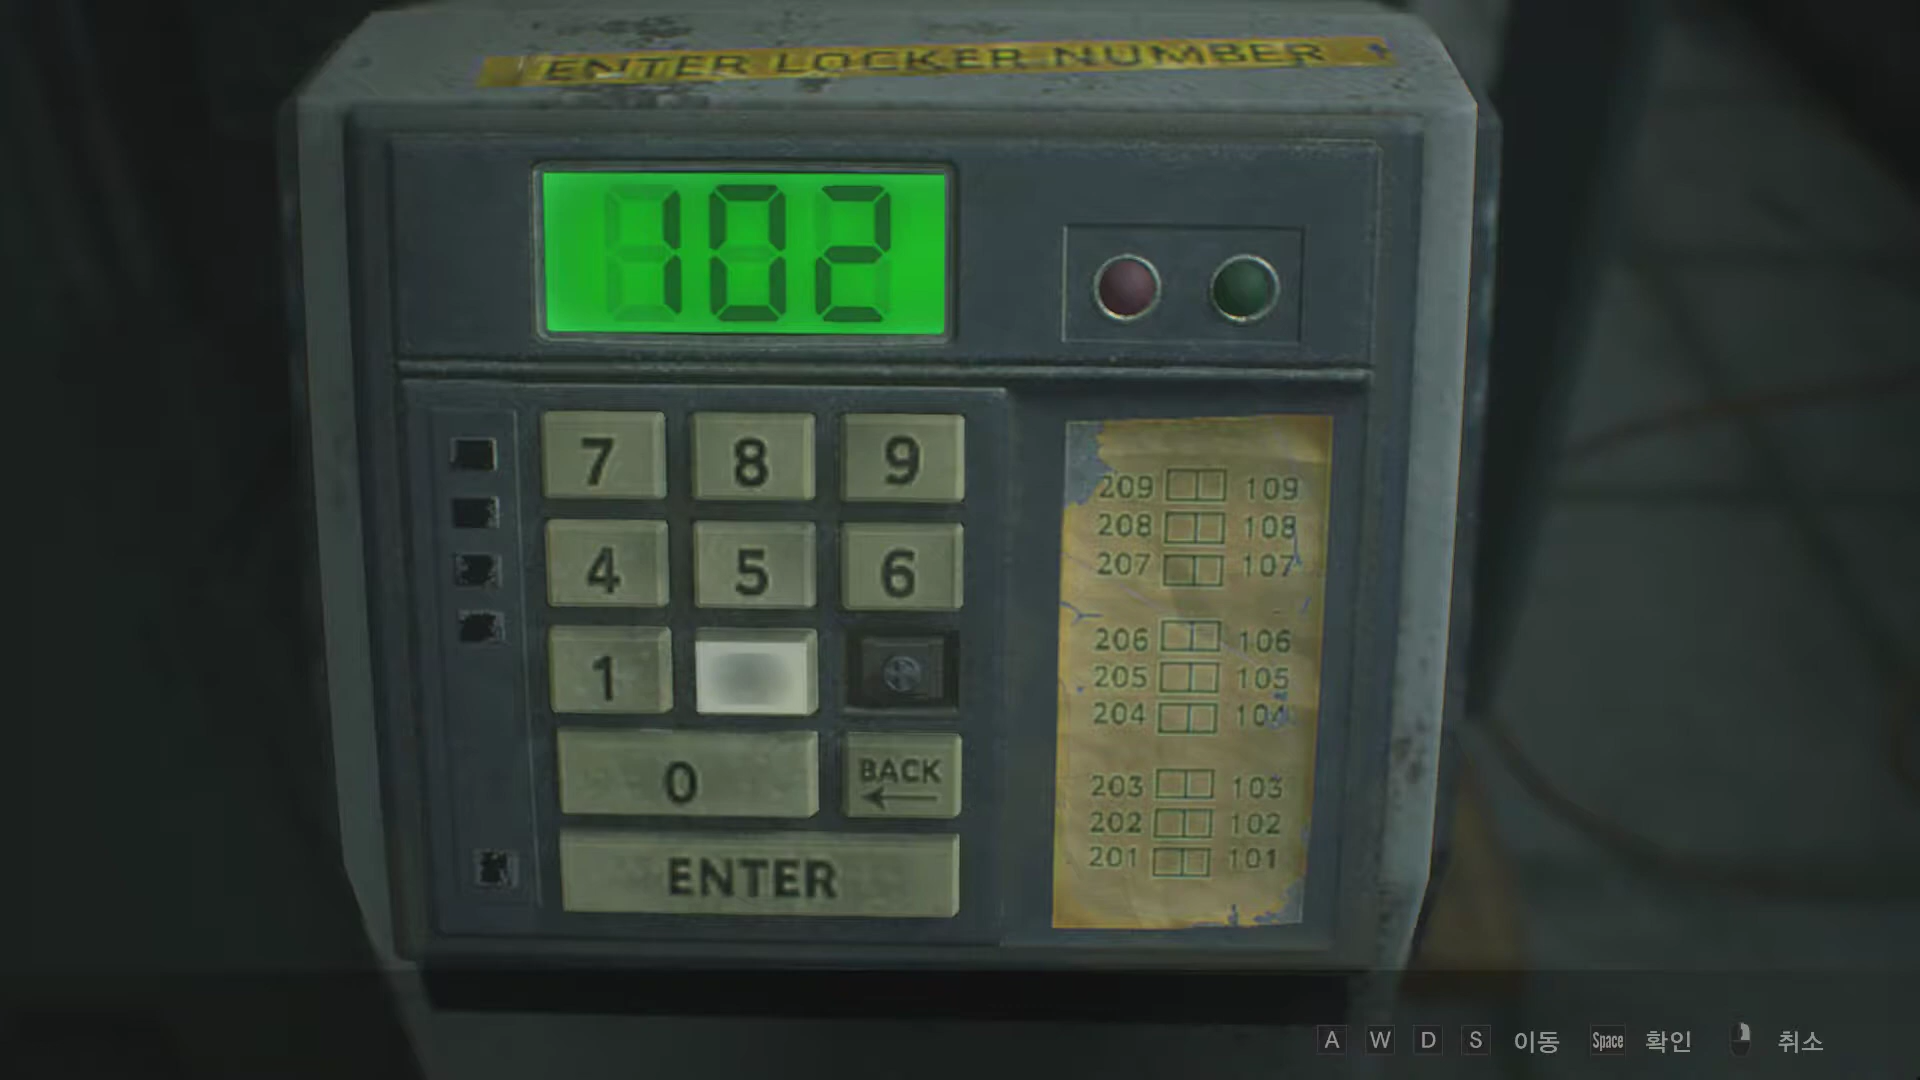 ENTER LOCKER NUMBER
102
7 8 9
4 5 6
1
0 BACK
ENTER
209 109
208 108
207 107
206 106
205 105
204 104
203 103
202 102
201 101
A W D S 이동 Space 확인 취소